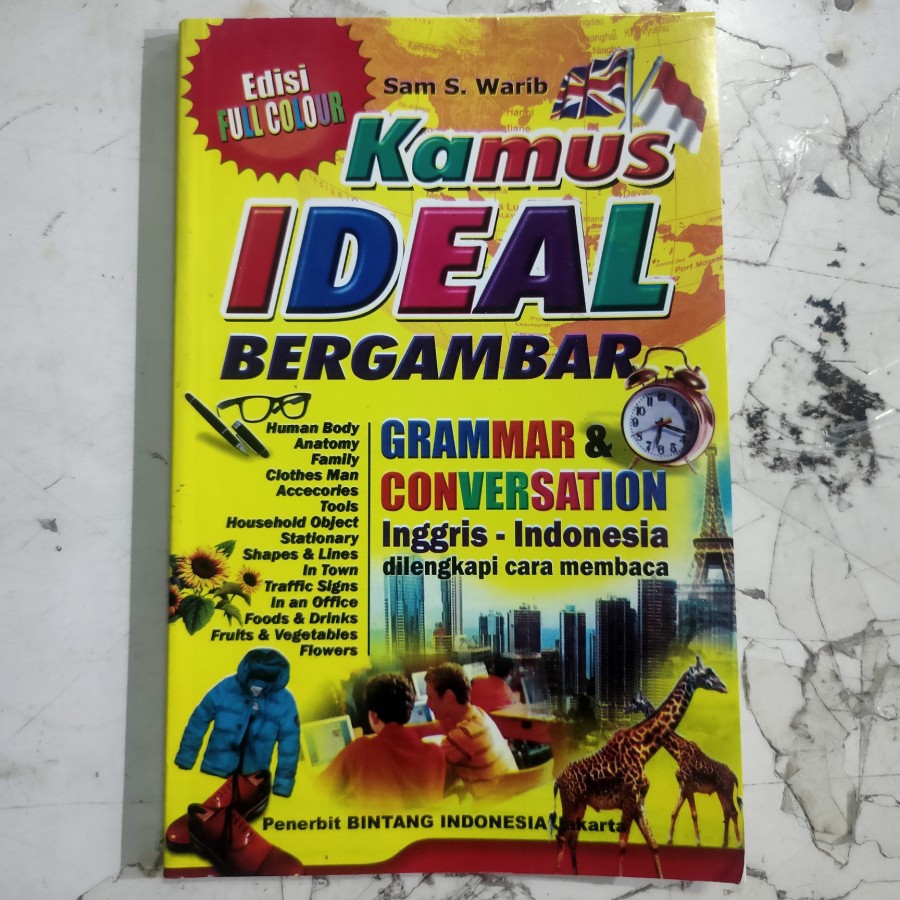 Edisi
FULL COLOUR
Sam S. Warib
Kamus
IDEAL
BERGAMBAR
Human Body
Anatomy
Family
Clothes Man
Accecories
Tools
Household Object
Stationary
Shapes & Lines
In Town
Traffic Signs
In an Office
Foods & Drinks
Fruits & Vegetables
Flowers
GRAMMAR &
CONVERSATION
Inggris - Indonesia
dilengkapi cara membaca
Penerbit BINTANG INDONESIA Jakarta